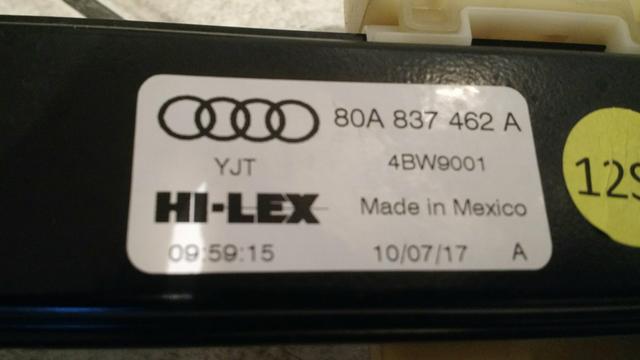 80A 837 462 A
YJT 4BW9001
HI-LEX Made in Mexico
09:59:15 10/07/17 A